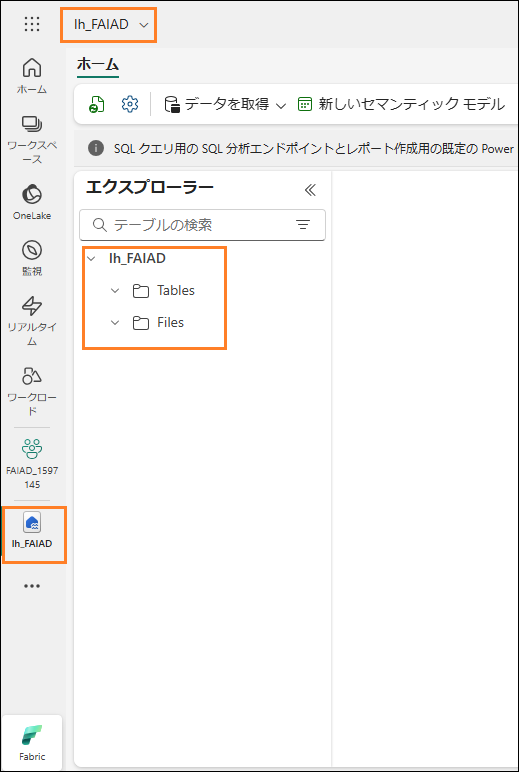 lh_FAIAD
ホーム
ホーム
データを取得
新しいセマンティック モデル
ワークスペ
ース
SQL クエリ用の SQL 分析エンドポイントとレポート作成用の既定の Power
エクスプローラー
OneLake
テーブルの検索
監視
lh_FAIAD
Tables
Files
リアルタイ
ム
ワークロー
ド
FAIAD_1597
145
lh_FAIAD
Fabric